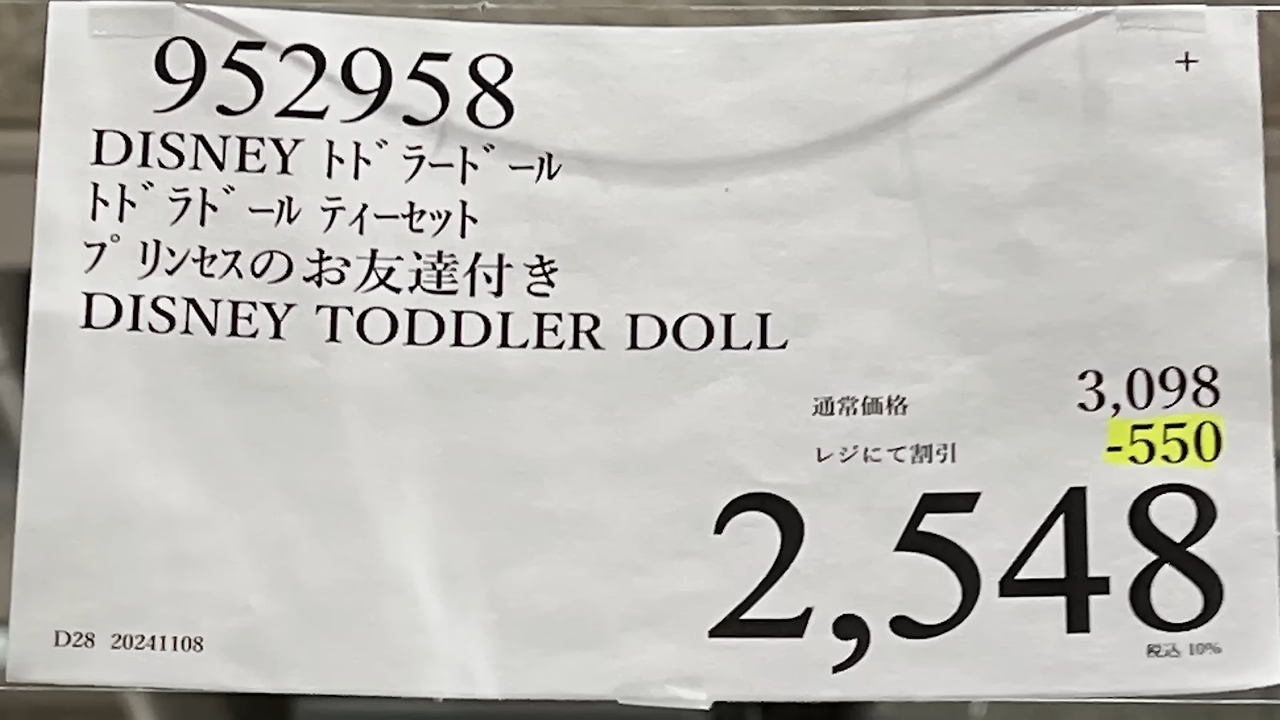 952958
+
DISNEY ﾄﾄﾞﾗｰﾄﾞｰﾙ
ﾄﾄﾞﾗﾄﾞｰﾙ ﾃｨｰｾｯﾄ
ﾌﾟﾘﾝｾｽのお友達付き
DISNEY TODDLER DOLL
通常価格 3,098
レジにて割引 -550
2,548
税込 10%
D28 20241108